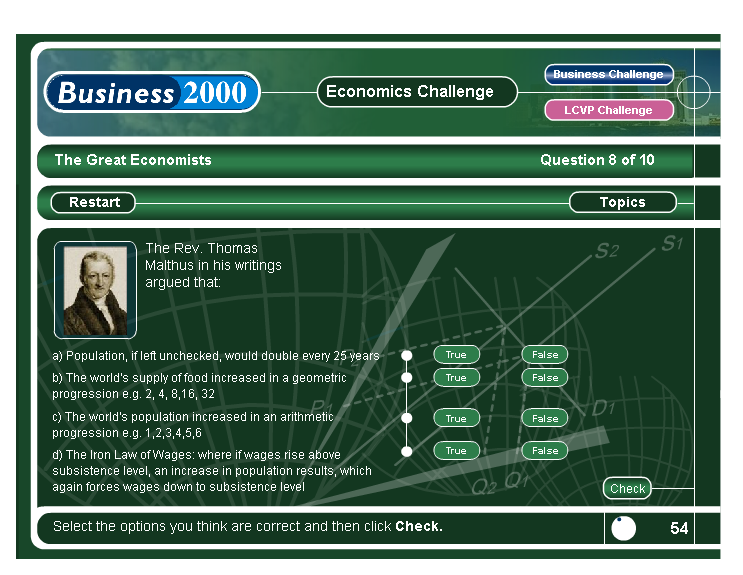 Business 2000
Economics Challenge
Business Challenge
LCVP Challenge
The Great Economists
Question 8 of 10
Restart
Topics
The Rev. Thomas
Malthus in his writings
argued that:
S2
S1
a) Population, if left unchecked, would double every 25 years
True
False
b) The world's supply of food increased in a geometric
progression e.g. 2, 4, 8,16, 32
True
False
P1
D1
c) The world's population increased in an arithmetic
progression e.g. 1,2,3,4,5,6
True
False
d) The Iron Law of Wages: where if wages rise above
subsistence level, an increase in population results, which
again forces wages down to subsistence level
True
False
Q2 Q1
Check
Select the options you think are correct and then click Check.
54